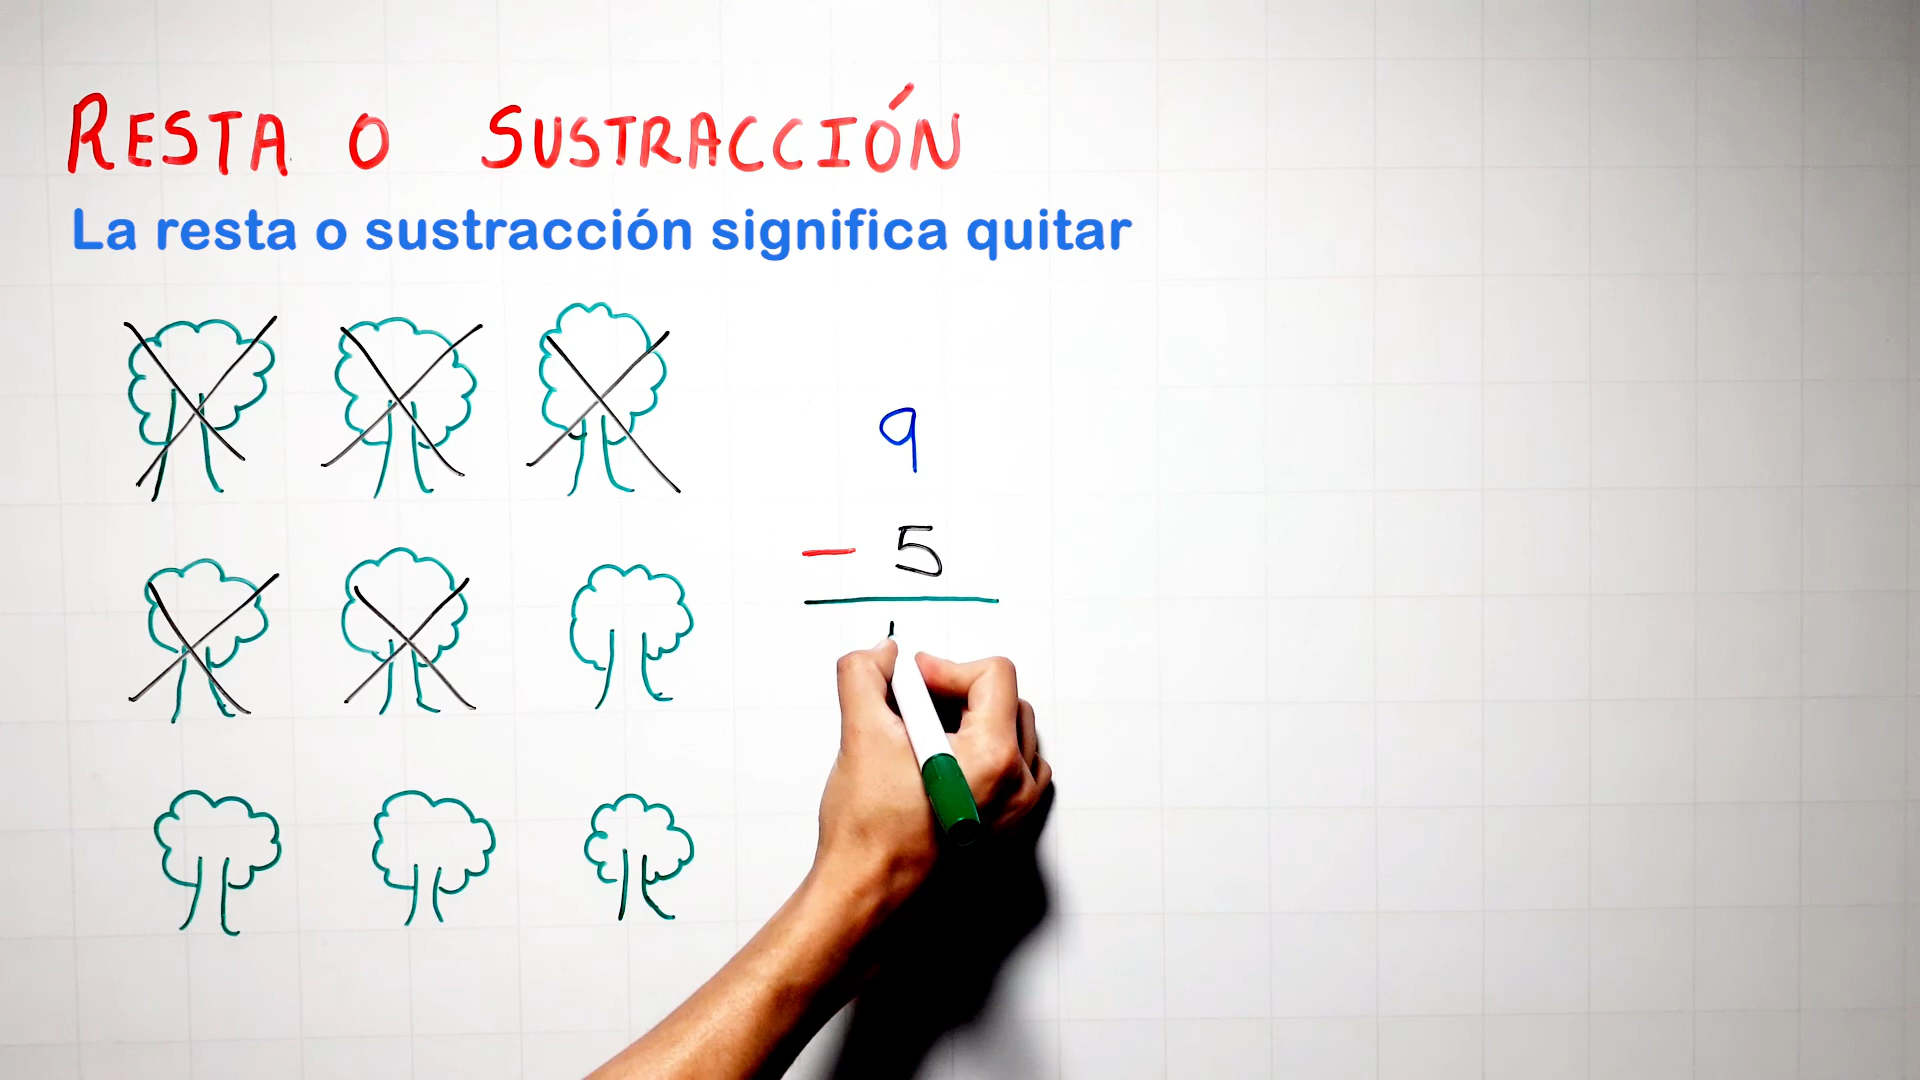 RESTA O SUSTRACCIÓN
La resta o sustracción significa quitar
9
- 5